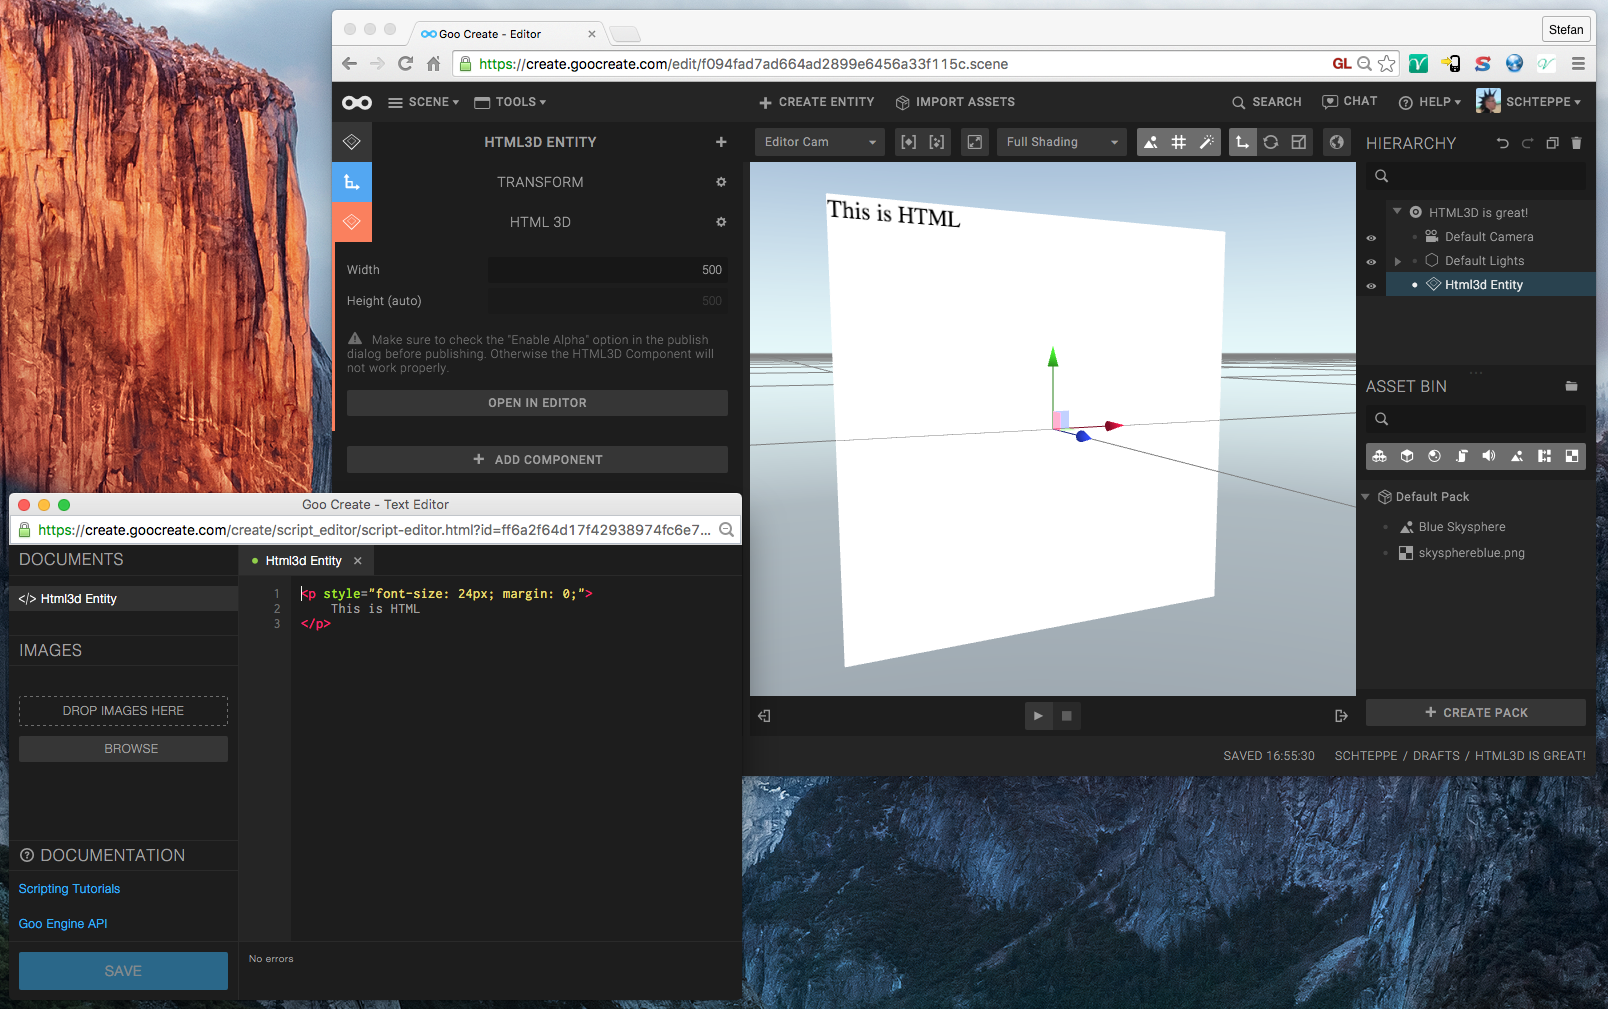 Goo Create - Editor
Stefan
https://create.goocreate.com/edit/f094fad7ad664ad2899e6456a33f115c.scene
GL
SCENE
TOOLS
CREATE ENTITY
IMPORT ASSETS
SEARCH
CHAT
HELP
SCHTEPPE
HTML3D ENTITY
TRANSFORM
HTML 3D
Width
500
Height (auto)
500
Make sure to check the "Enable Alpha" option in the publish
dialog before publishing. Otherwise the HTML3D Component will
not work properly.
OPEN IN EDITOR
ADD COMPONENT
Editor Cam
Full Shading
This is HTML
HIERARCHY
HTML3D is great!
Default Camera
Default Lights
Html3d Entity
ASSET BIN
Default Pack
Blue Skysphere
skysphereblue.png
CREATE PACK
SAVED 16:55:30
SCHTEPPE / DRAFTS / HTML3D IS GREAT!
Goo Create - Text Editor
https://create.goocreate.com/create/script_editor/script-editor.html?id=ff6a2f64d17f42938974fc6e7...
DOCUMENTS
</> Html3d Entity
IMAGES
DROP IMAGES HERE
BROWSE
DOCUMENTATION
Scripting Tutorials
Goo Engine API
SAVE
Html3d Entity
1 <p style="font-size: 24px; margin: 0;">
2 This is HTML
3 </p>
No errors